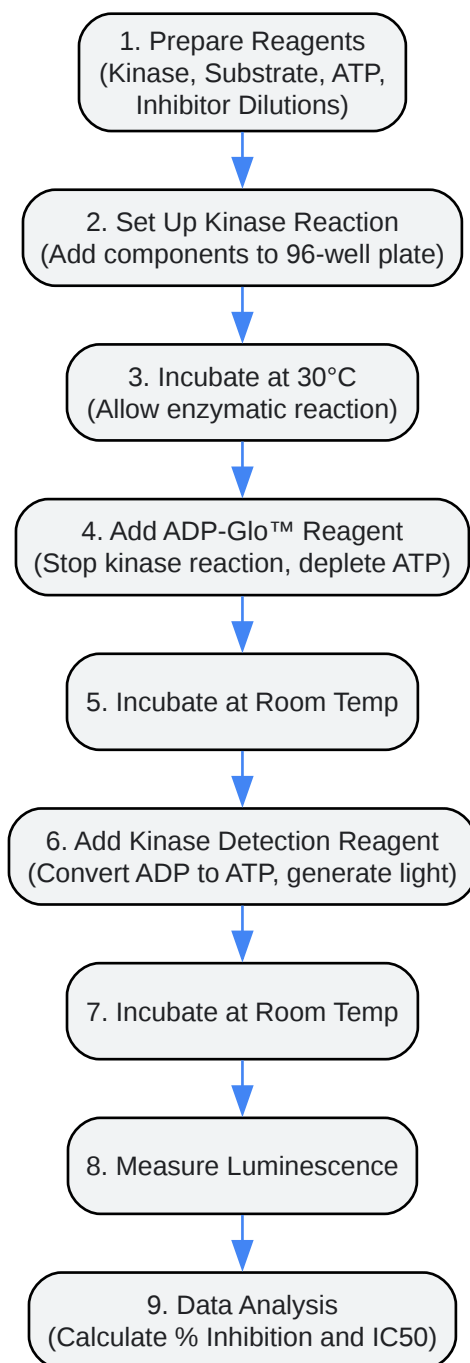 1. Prepare Reagents
(Kinase, Substrate, ATP,
Inhibitor Dilutions)
2. Set Up Kinase Reaction
(Add components to 96-well plate)
3. Incubate at 30°C
(Allow enzymatic reaction)
4. Add ADP-Glo™ Reagent
(Stop kinase reaction, deplete ATP)
5. Incubate at Room Temp
6. Add Kinase Detection Reagent
(Convert ADP to ATP, generate light)
7. Incubate at Room Temp
8. Measure Luminescence
9. Data Analysis
(Calculate % Inhibition and IC50)